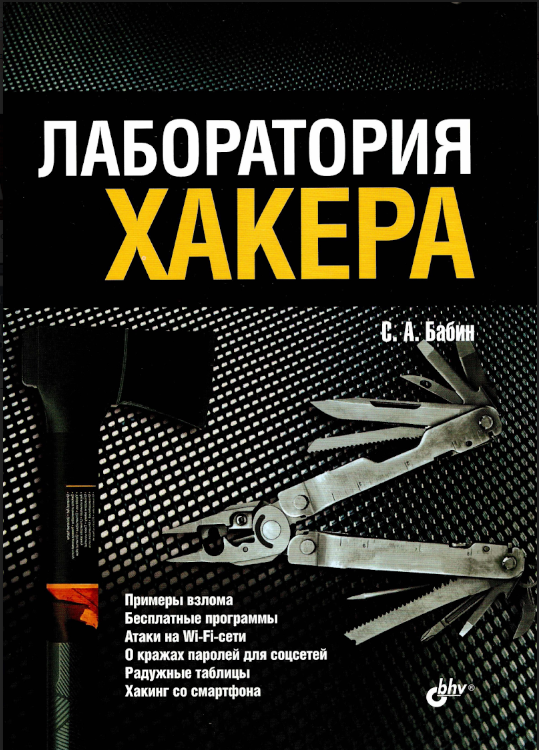 ЛАБОРАТОРИЯ
ХАКЕРА
С. А. Бабин
Примеры взлома
Бесплатные программы
Атаки на Wi-Fi-сети
О кражах паролей для соцсетей
Радужные таблицы
Хакинг со смартфона
bhv®